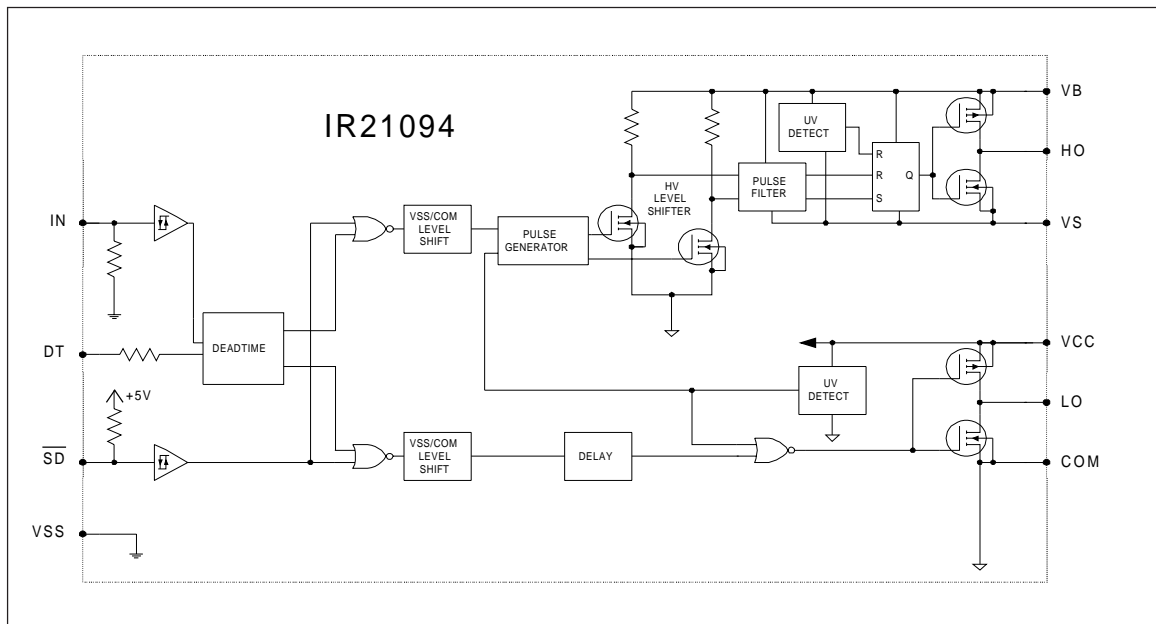 IR21094
VB
UV
DETECT
R
R
S
Q
HO
PULSE
FILTER
HV
LEVEL
SHIFTER
VS
IN
VSS/COM
LEVEL
SHIFT
PULSE
GENERATOR
DEADTIME
DT
+5V
VCC
UV
DETECT
LO
SD
VSS/COM
LEVEL
SHIFT
DELAY
COM
VSS